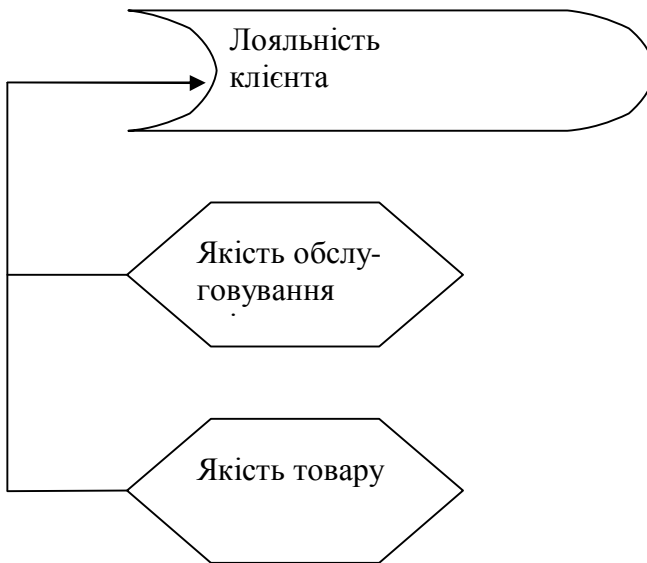 Лояльність
клієнта
Якість обслу-
говування
Якість товару